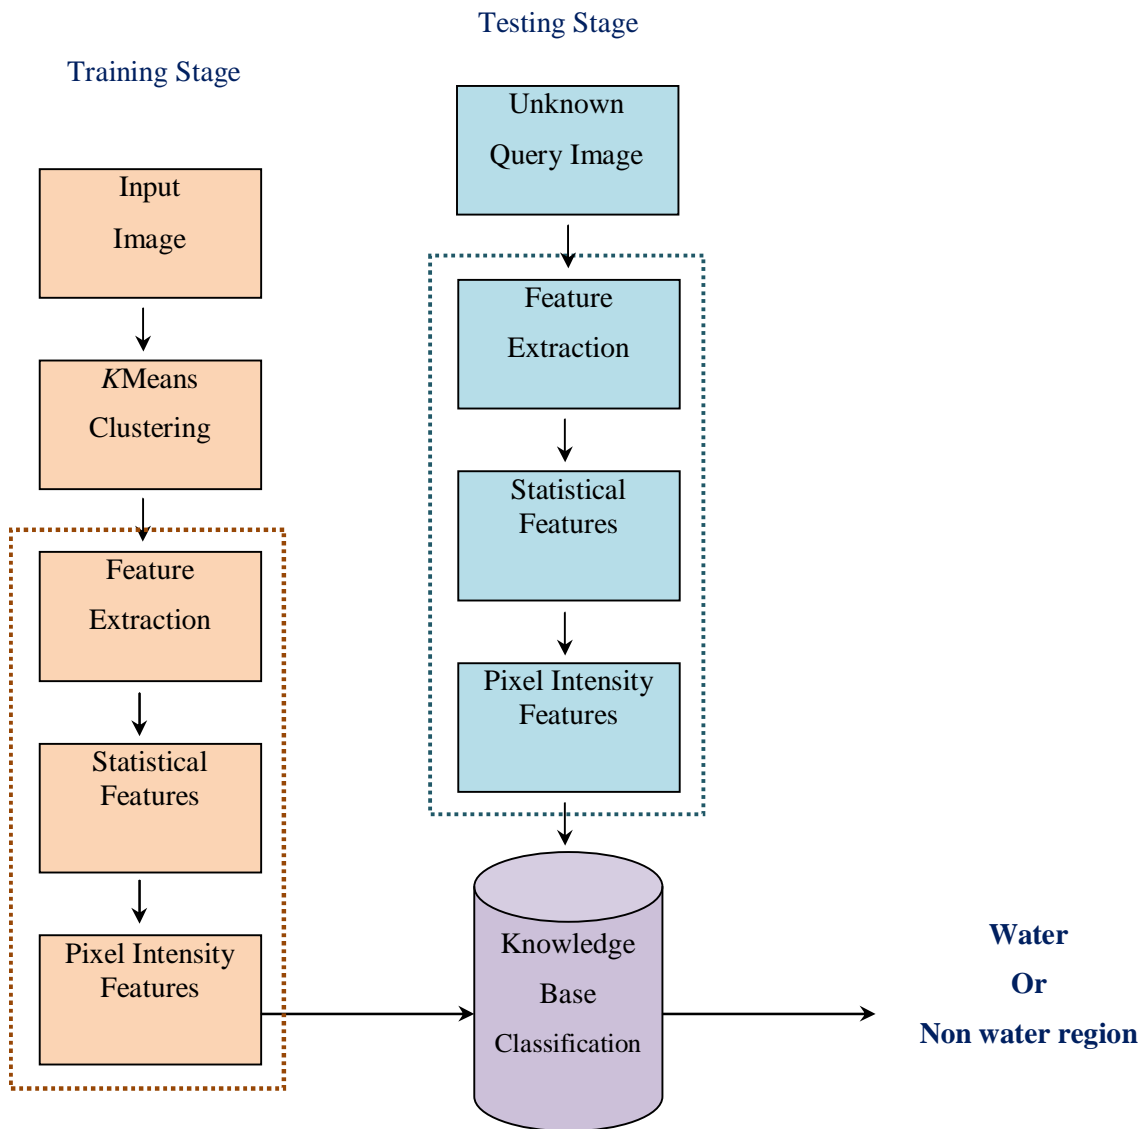 Training Stage
Input
Image
KMeans
Clustering
Feature
Extraction
Statistical
Features
Pixel Intensity
Features
Testing Stage
Unknown
Query Image
Feature
Extraction
Statistical
Features
Pixel Intensity
Features
Knowledge
Base
Classification
Water
Or
Non water region